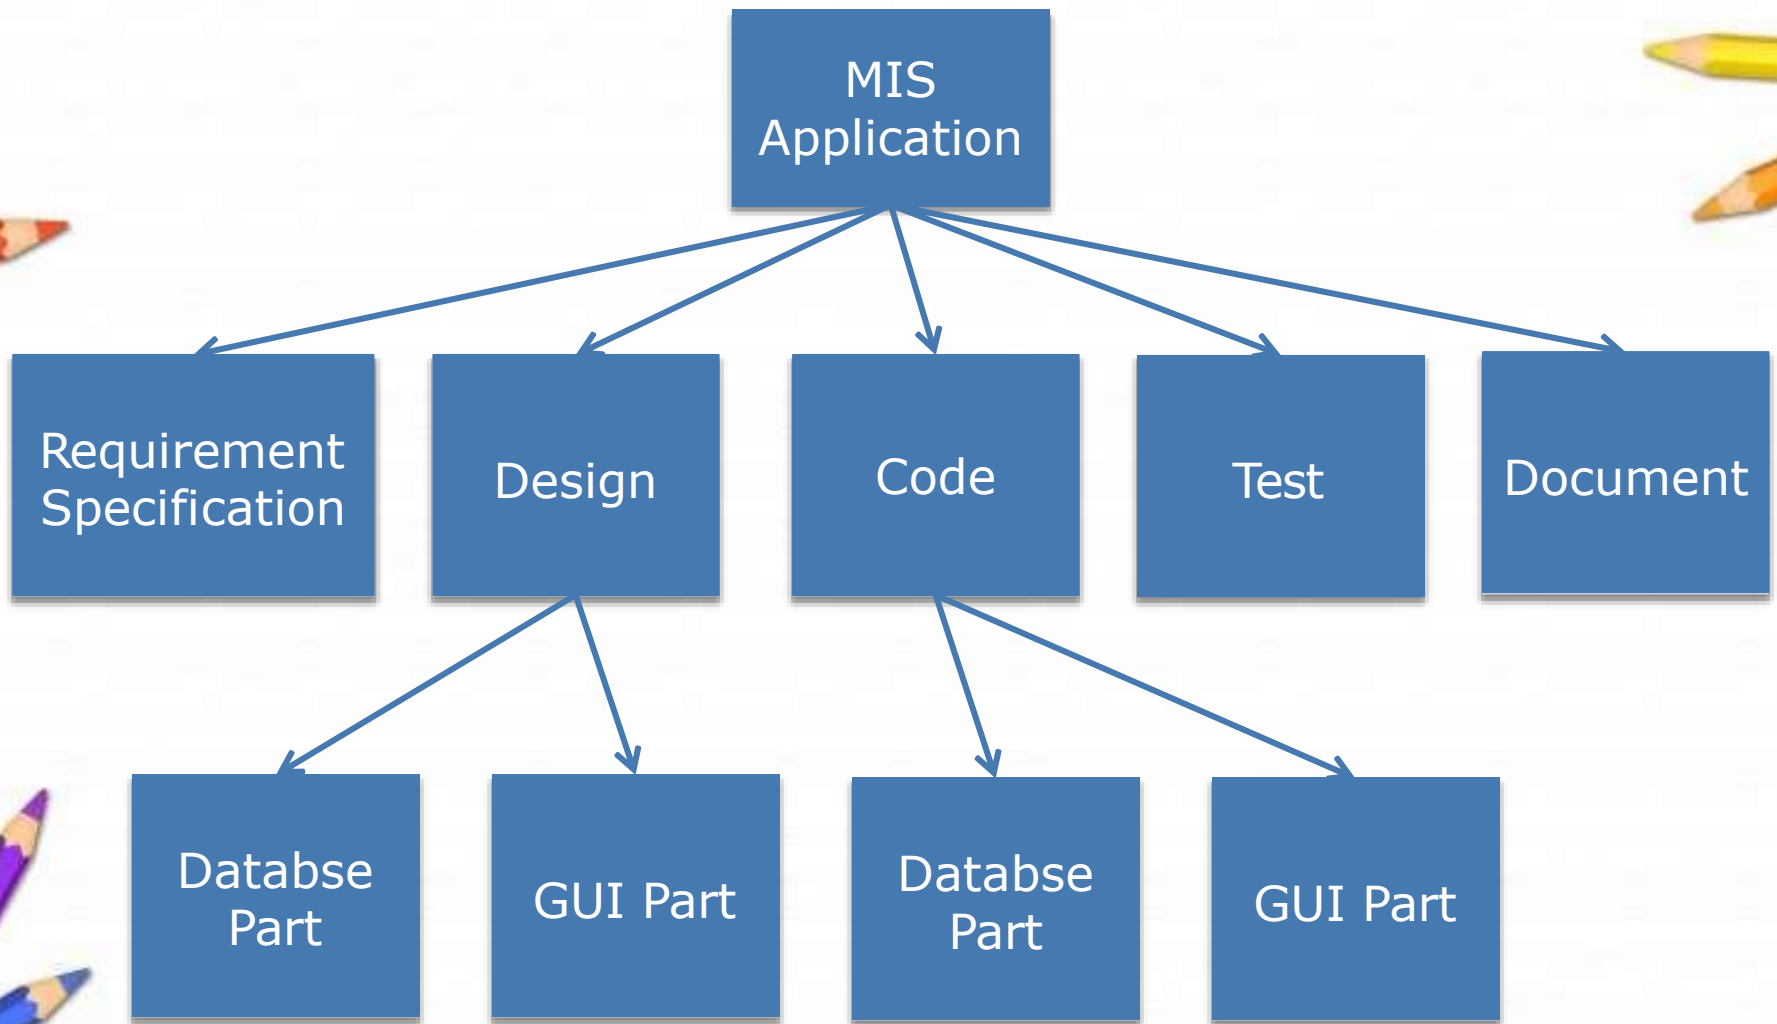 MIS
Application
Requirement
Specification
Design
Code
Test
Document
Databse
Part
GUI Part
Databse
Part
GUI Part